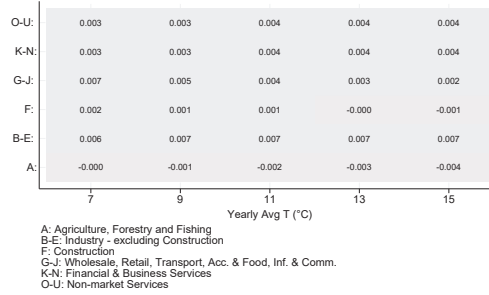 O-U: 0.003 0.003 0.004 0.004 0.004
K-N: 0.003 0.003 0.004 0.004 0.004
G-J: 0.007 0.005 0.004 0.003 0.002
F: 0.002 0.001 0.001 -0.000 -0.001
B-E: 0.006 0.007 0.007 0.007 0.007
A: -0.000 -0.001 -0.002 -0.003 -0.004
7 9 11 13 15
Yearly Avg T (°C)
A: Agriculture, Forestry and Fishing
B-E: Industry - excluding Construction
F: Construction
G-J: Wholesale, Retail, Transport, Acc. & Food, Inf. & Comm.
K-N: Financial & Business Services
O-U: Non-market Services